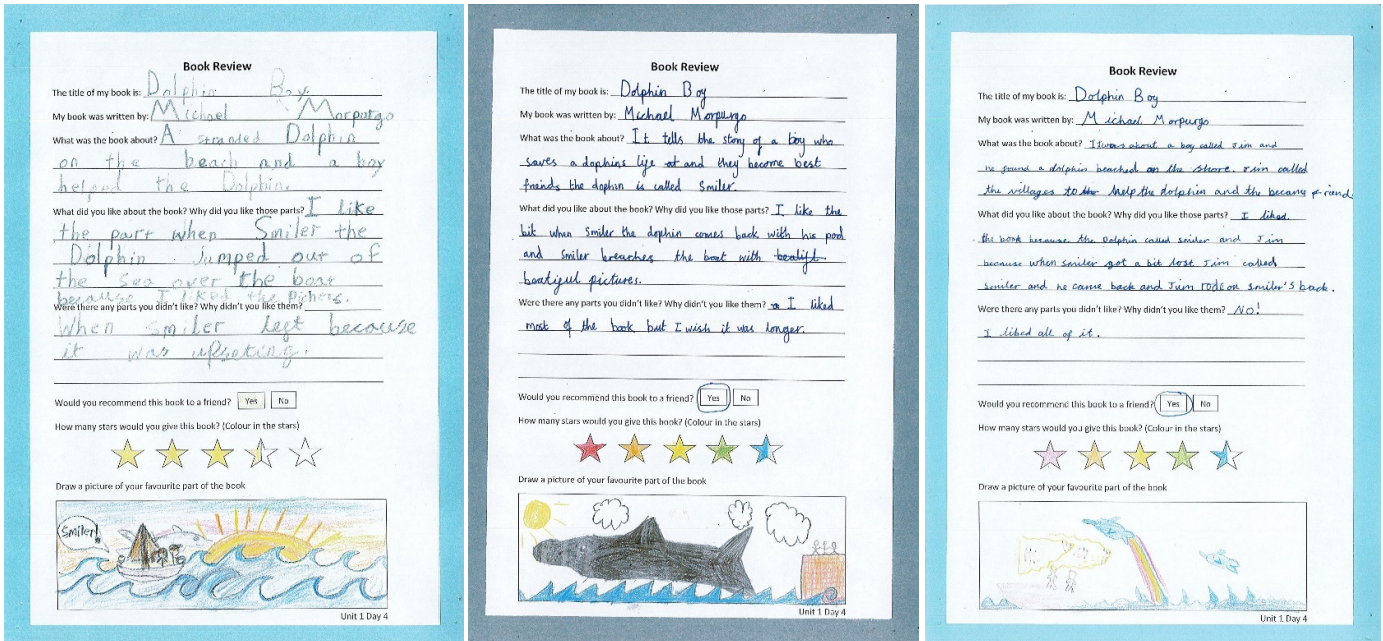 Book Review
The title of my book is: Dolphin Boy.
My book was written by: Michael Morpurgo
What was the book about? A stranded Dolphin
on the beach and a boy
helped the Dolphin.
What did you like about the book? Why did you like those parts? I like
the part when Smiler the
Dolphin jumped out of
the sea over the boat
because I liked the pichers.
Were there any parts you didn't like? Why didn't you like them?
When smiler left because
it was upseting.
Would you recommend this book to a friend? Yes No
How many stars would you give this book? (Colour in the stars)
Draw a picture of your favourite part of the book
Smiler!
Unit 1 Day 4
Book Review
The title of my book is: Dolphin Boy
My book was written by: Michael Morpurgo
What was the book about? It tells the story of a boy who
saves a dophins life at and they become best
friends the dophin is called Smiler.
What did you like about the book? Why did you like those parts? I like the
bit when Smiler the dophin comes back with his pod
and Smiler breaches the boat with
boatiful pictures.
Were there any parts you didn't like? Why didn't you like them? I liked
most of the book but I wish it was longer.
Would you recommend this book to a friend? Yes No
How many stars would you give this book? (Colour in the stars)
Draw a picture of your favourite part of the book
Unit 1 Day 4
Book Review
The title of my book is: Dolphin Boy
My book was written by: Michael Morpurgo
What was the book about? It was about a boy called Jim and
he found a dolphin beached on the shore. Jim called
the villages to help the dolphin and the becany friend
What did you like about the book? Why did you like those parts? I liked
the book because the Dolphin called smiler and Jim
because when smiler got a bit lost Jim called
smiler and he came back and Jim rode on smiler's back.
Were there any parts you didn't like? Why didn't you like them? No!
I liked all of it.
Would you recommend this book to a friend? Yes No
How many stars would you give this book? (Colour in the stars)
Draw a picture of your favourite part of the book
Unit 1 Day 4